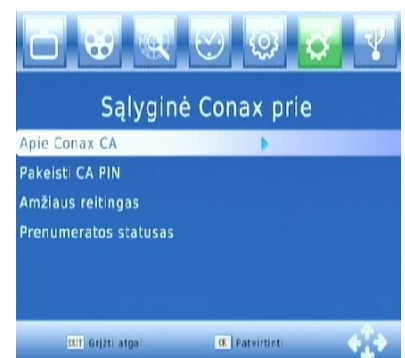 Sąlyginė Conax prie
Apie Conax CA
Pakeisti CA PIN
Amžiaus reitingas
Prenumeratos statusas
EXIT Grįžti atgal OK Patvirtinti